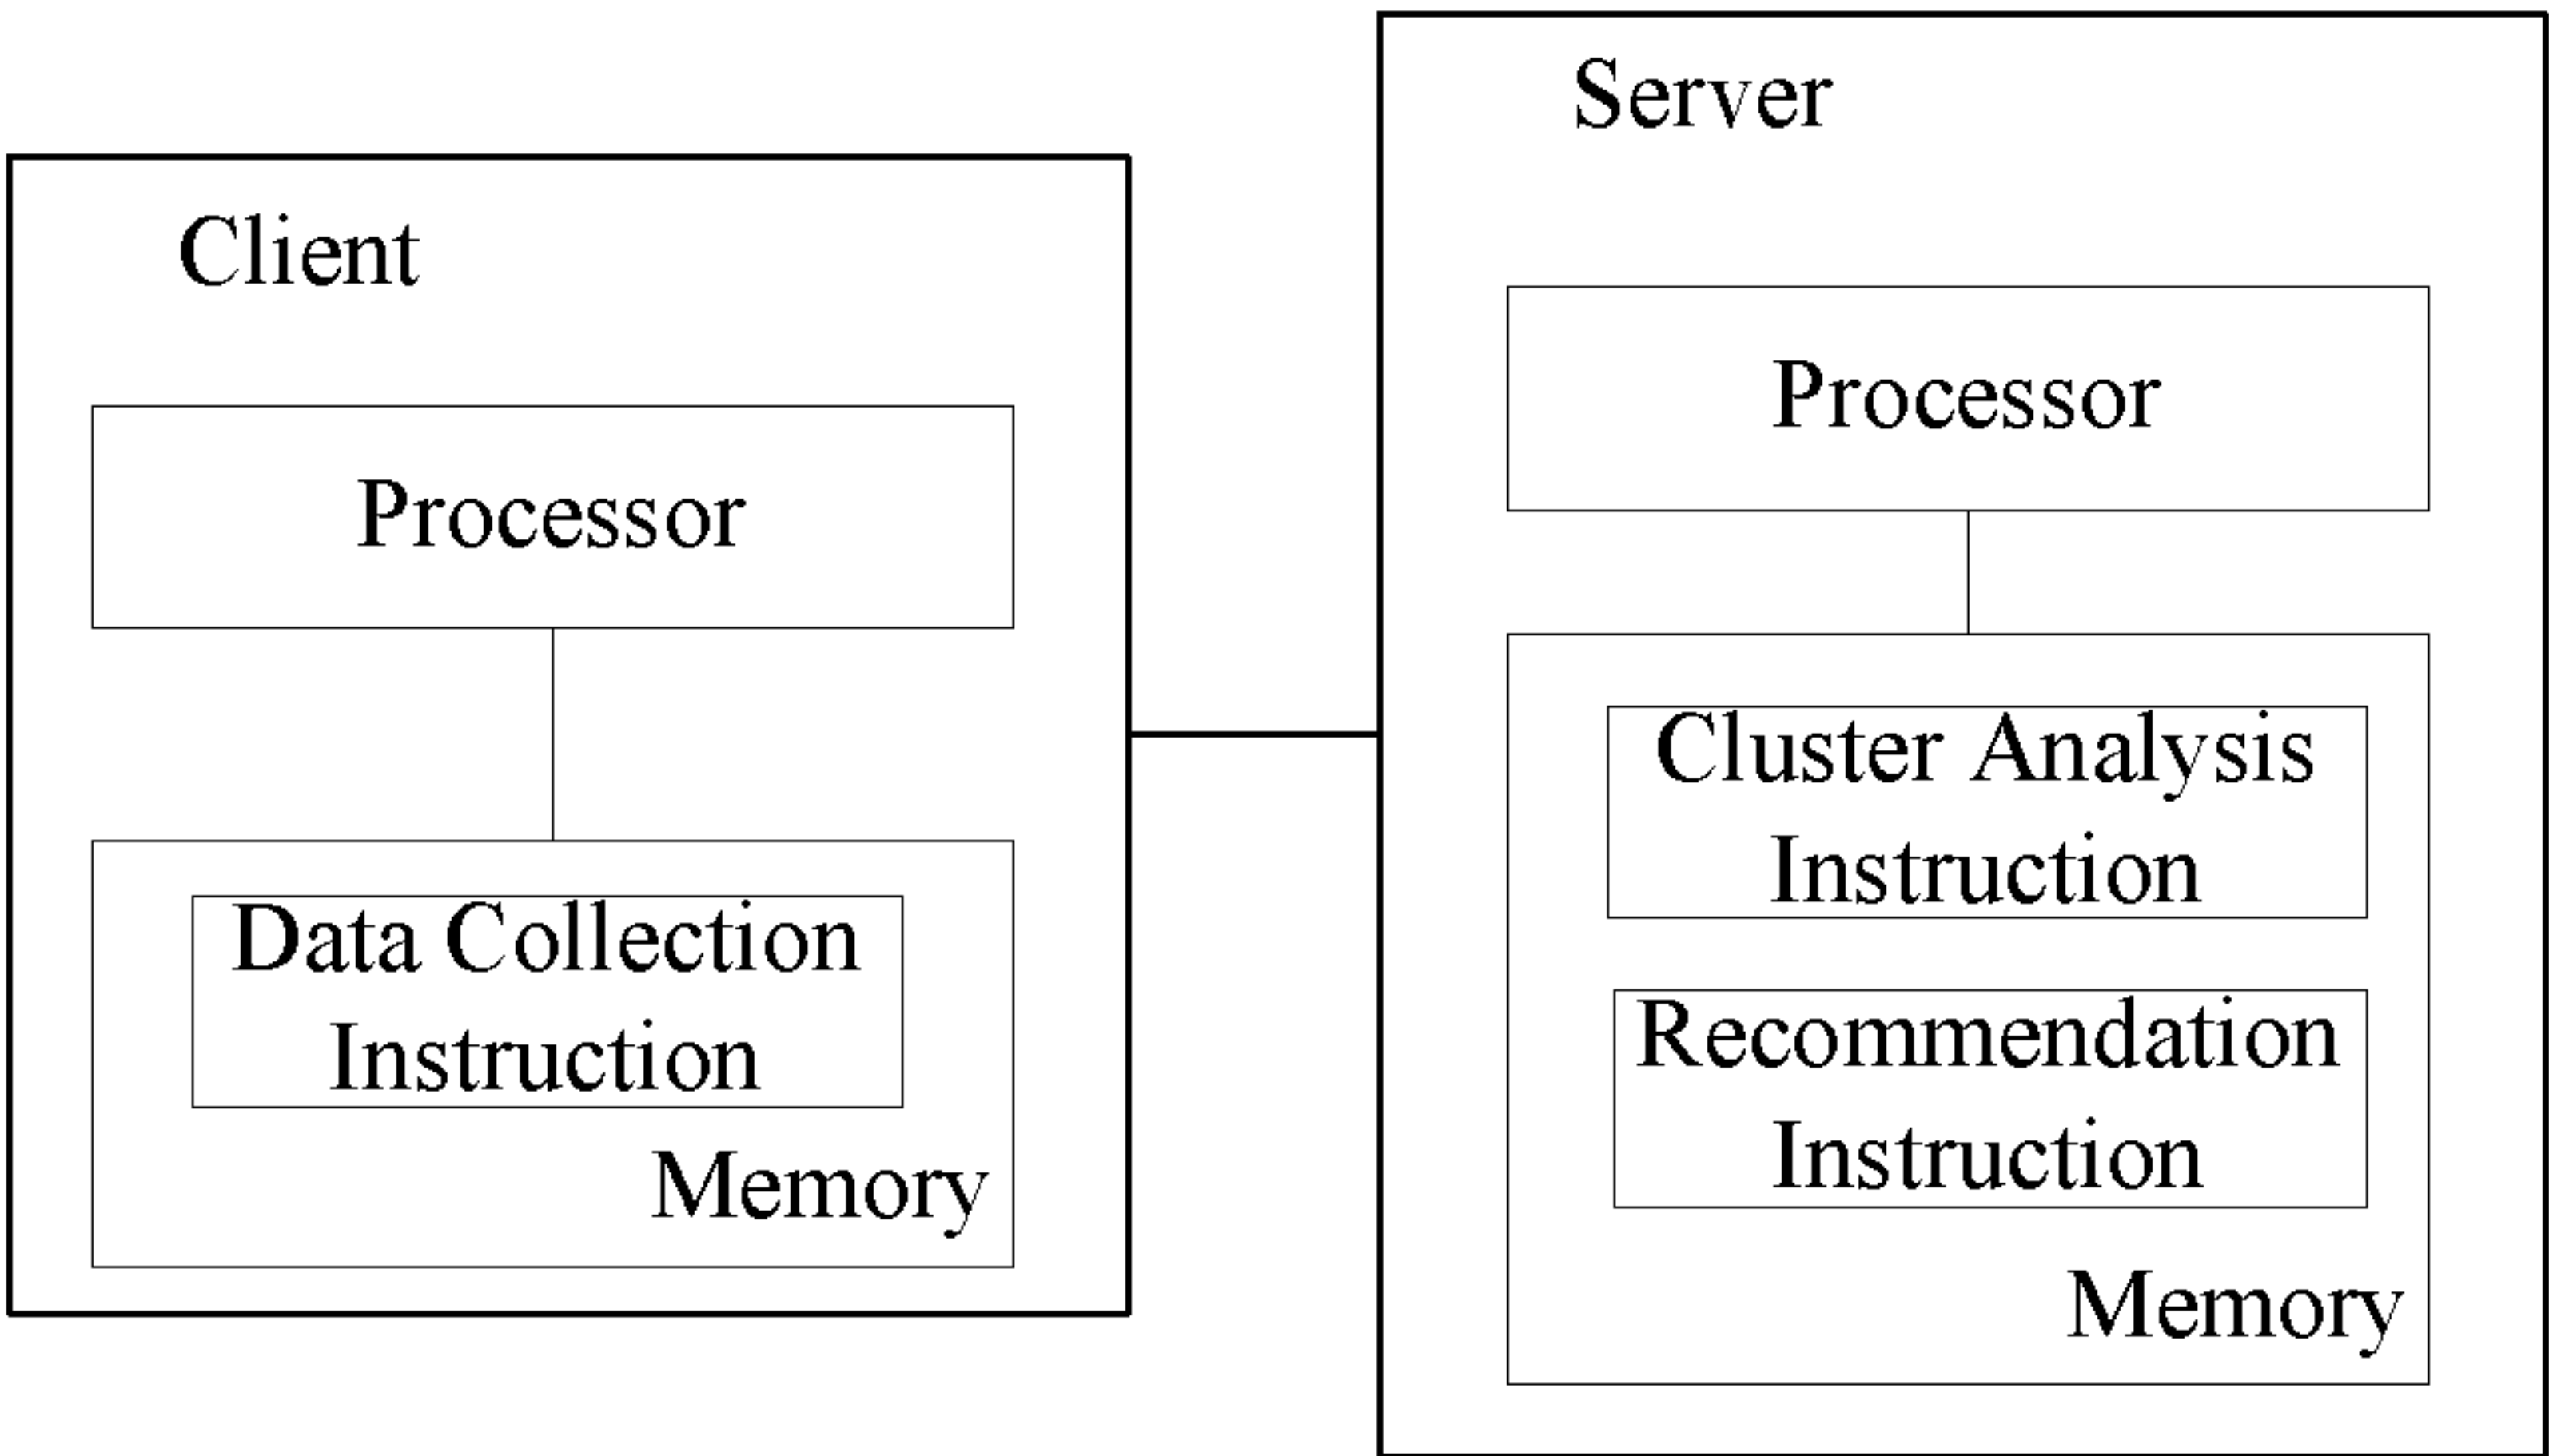 Client
Processor
Data Collection
Instruction
Memory
Server
Processor
Cluster Analysis
Instruction
Recommendation
Instruction
Memory